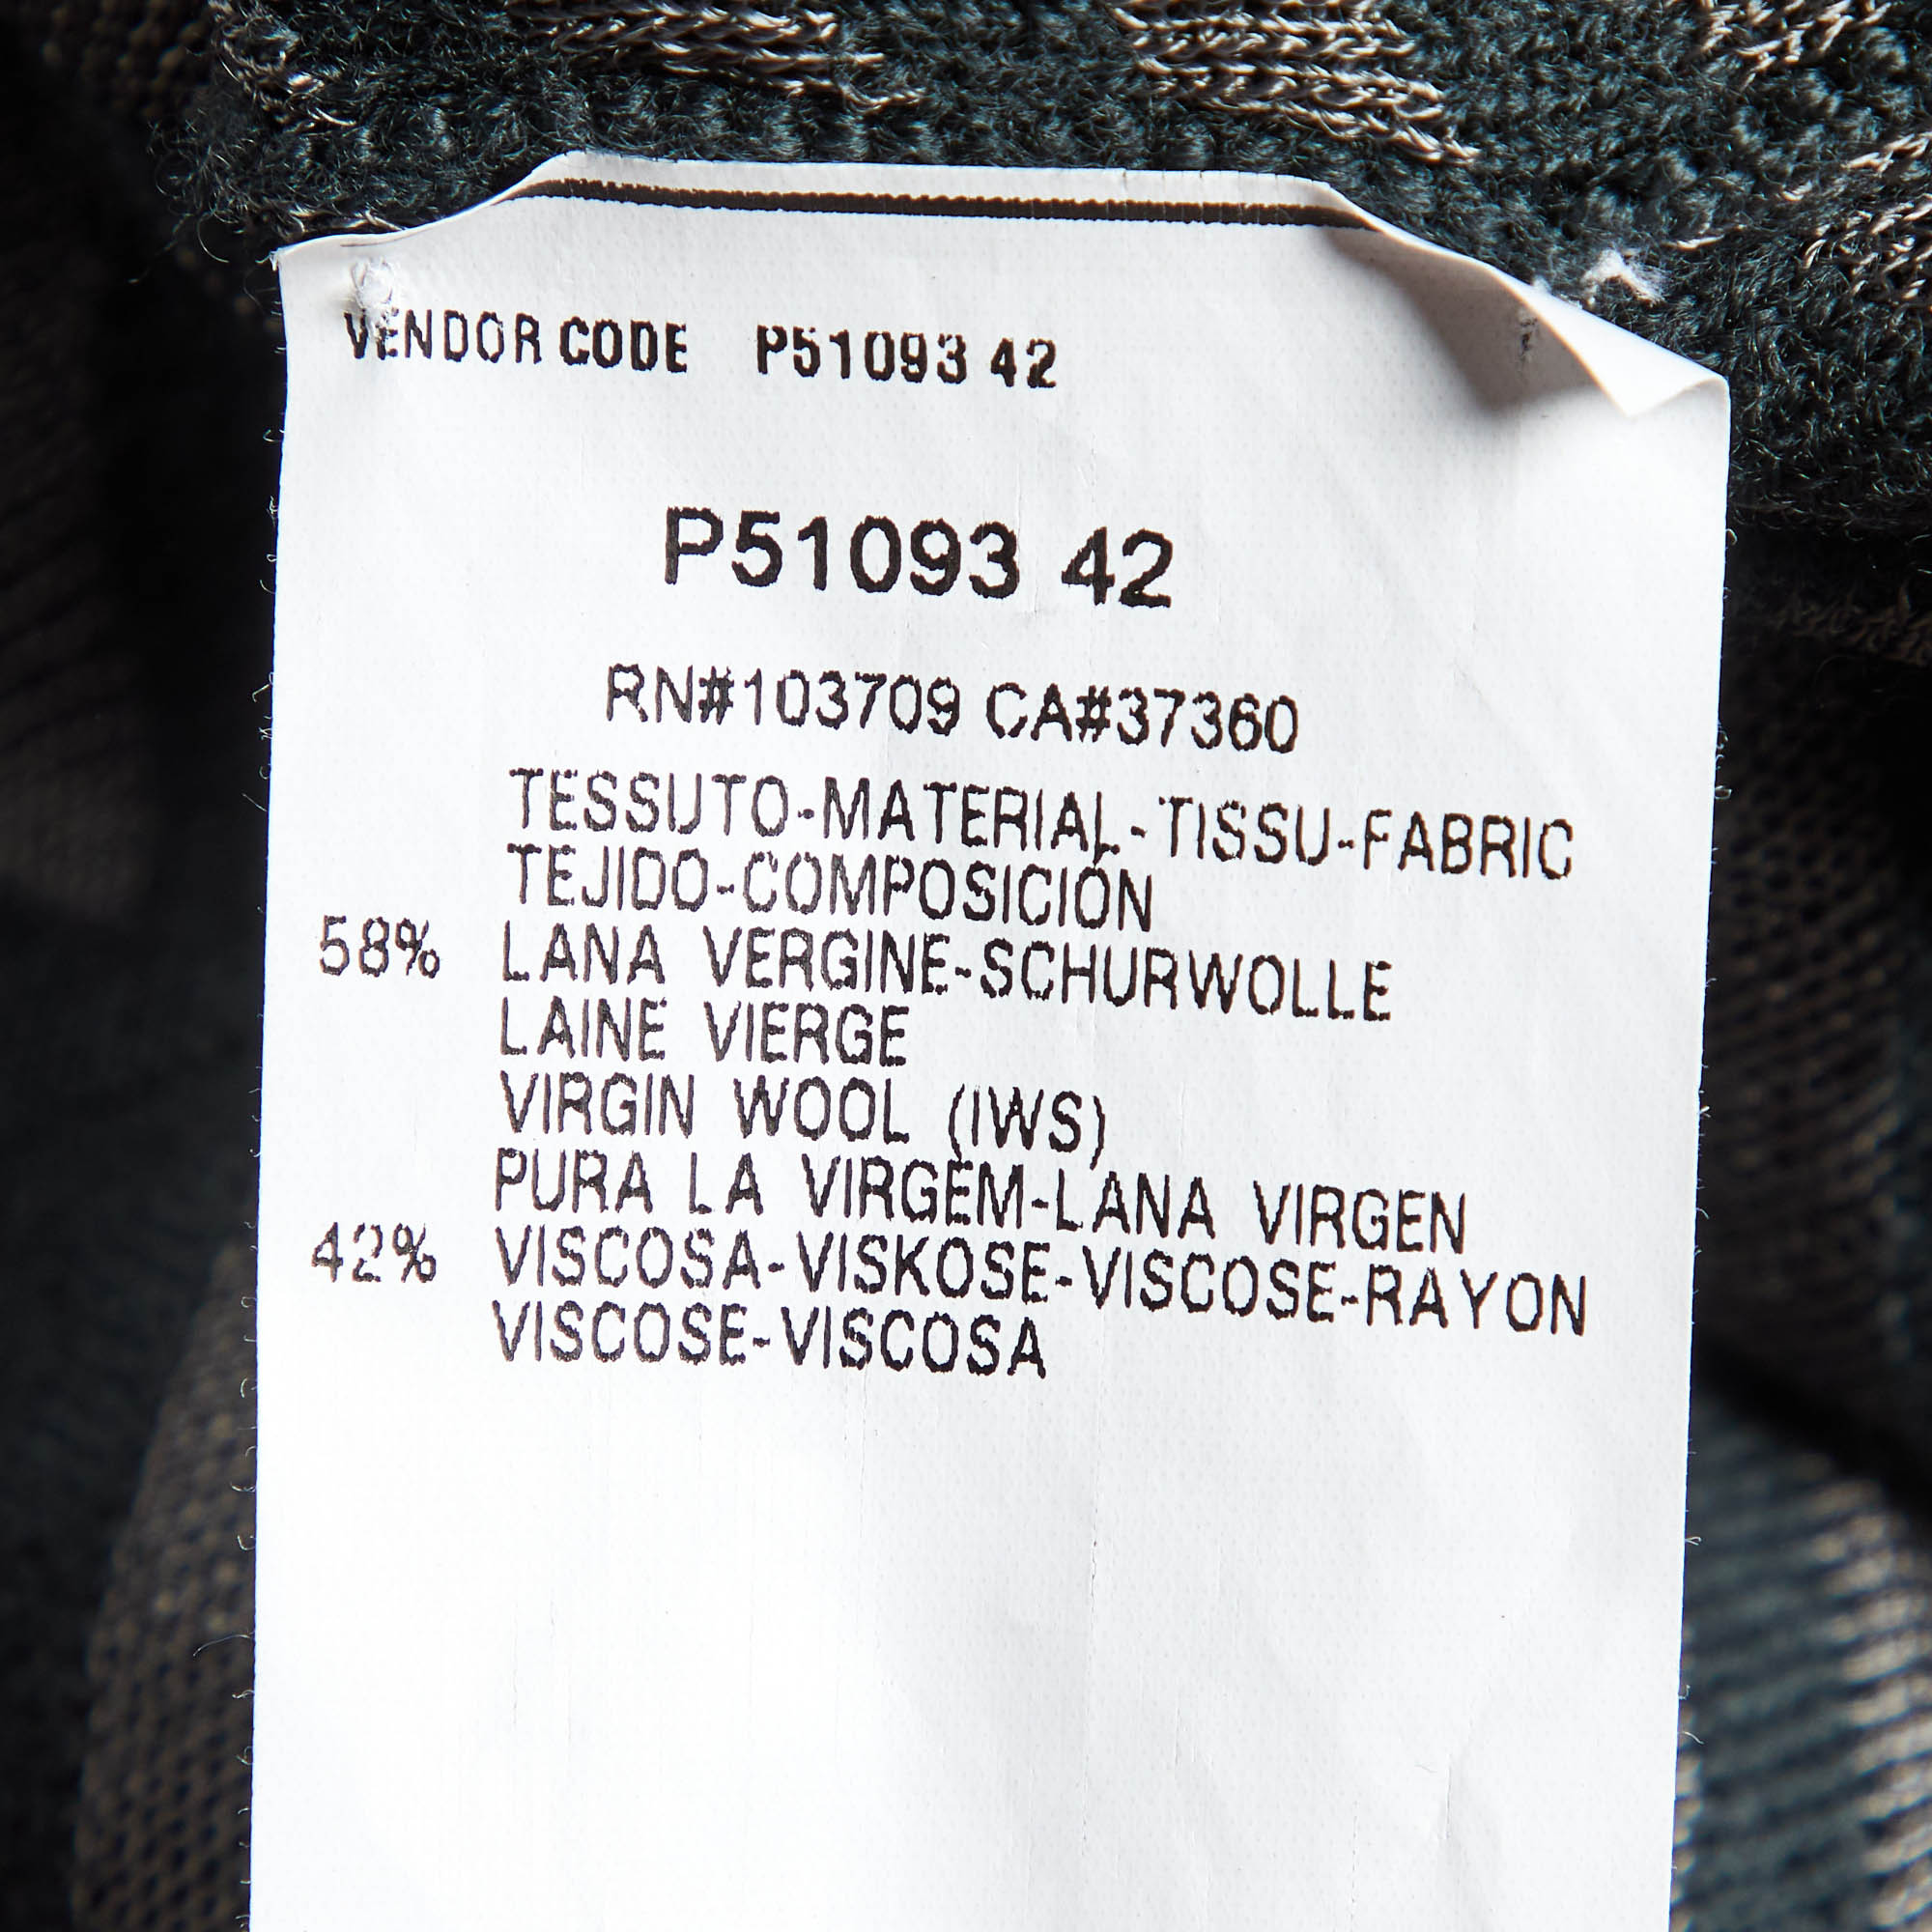 VENDOR CODE P51093 42
P51093 42
RN#103709 CA#37360
TESSUTO-MATERIAL-TISSU-FABRIC
TEJIDO-COMPOSICIÓN
58% LANA VERGINE-SCHURWOLLE
LAINE VIERGE
VIRGIN WOOL (IWS)
PURA LA VIRGEM-LANA VIRGEN
42% VISCOSA-VISKOSE-VISCOSE-RAYON
VISCOSE-VISCOSA